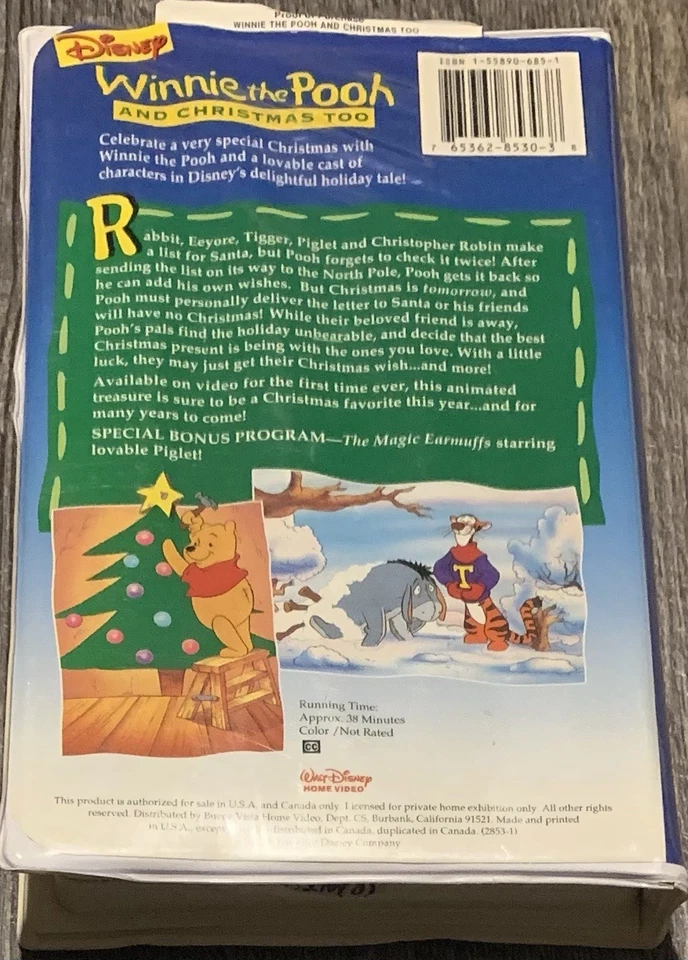 Proof of Purchase
WINNIE THE POOH AND CHRISTMAS TOO
DISNEY
Winnie the Pooh
AND CHRISTMAS TOO
ISBN 1-55890-685-1
7 65362-8530-3 8
Celebrate a very special Christmas with
Winnie the Pooh and a lovable cast of
characters in Disney's delightful holiday tale!
Rabbit, Eeyore, Tigger, Piglet and Christopher Robin make
a list for Santa, but Pooh forgets to check it twice! After
sending the list on its way to the North Pole, Pooh gets it back so
he can add his own wishes. But Christmas is tomorrow, and
Pooh must personally deliver the letter to Santa or his friends
will have no Christmas! While their beloved friend is away,
Pooh's pals find the holiday unbearable, and decide that the best
Christmas present is being with the ones you love. With a little
luck, they may just get their Christmas wish...and more!
Available on video for the first time ever, this animated
treasure is sure to be a Christmas favorite this year...and for
many years to come!
SPECIAL BONUS PROGRAM—The Magic Earmuffs starring
lovable Piglet!
T
Running Time:
Approx. 38 Minutes
Color /Not Rated
CC
Walt Disney
HOME VIDEO
This product is authorized for sale in U.S.A. and Canada only. Licensed for private home exhibition only. All other rights
reserved. Distributed by Buena Vista Home Video, Dept. CS, Burbank, California 91521. Made and printed
in U.S.A., except distributed in Canada, duplicated in Canada. (2853-1)
Disney Company